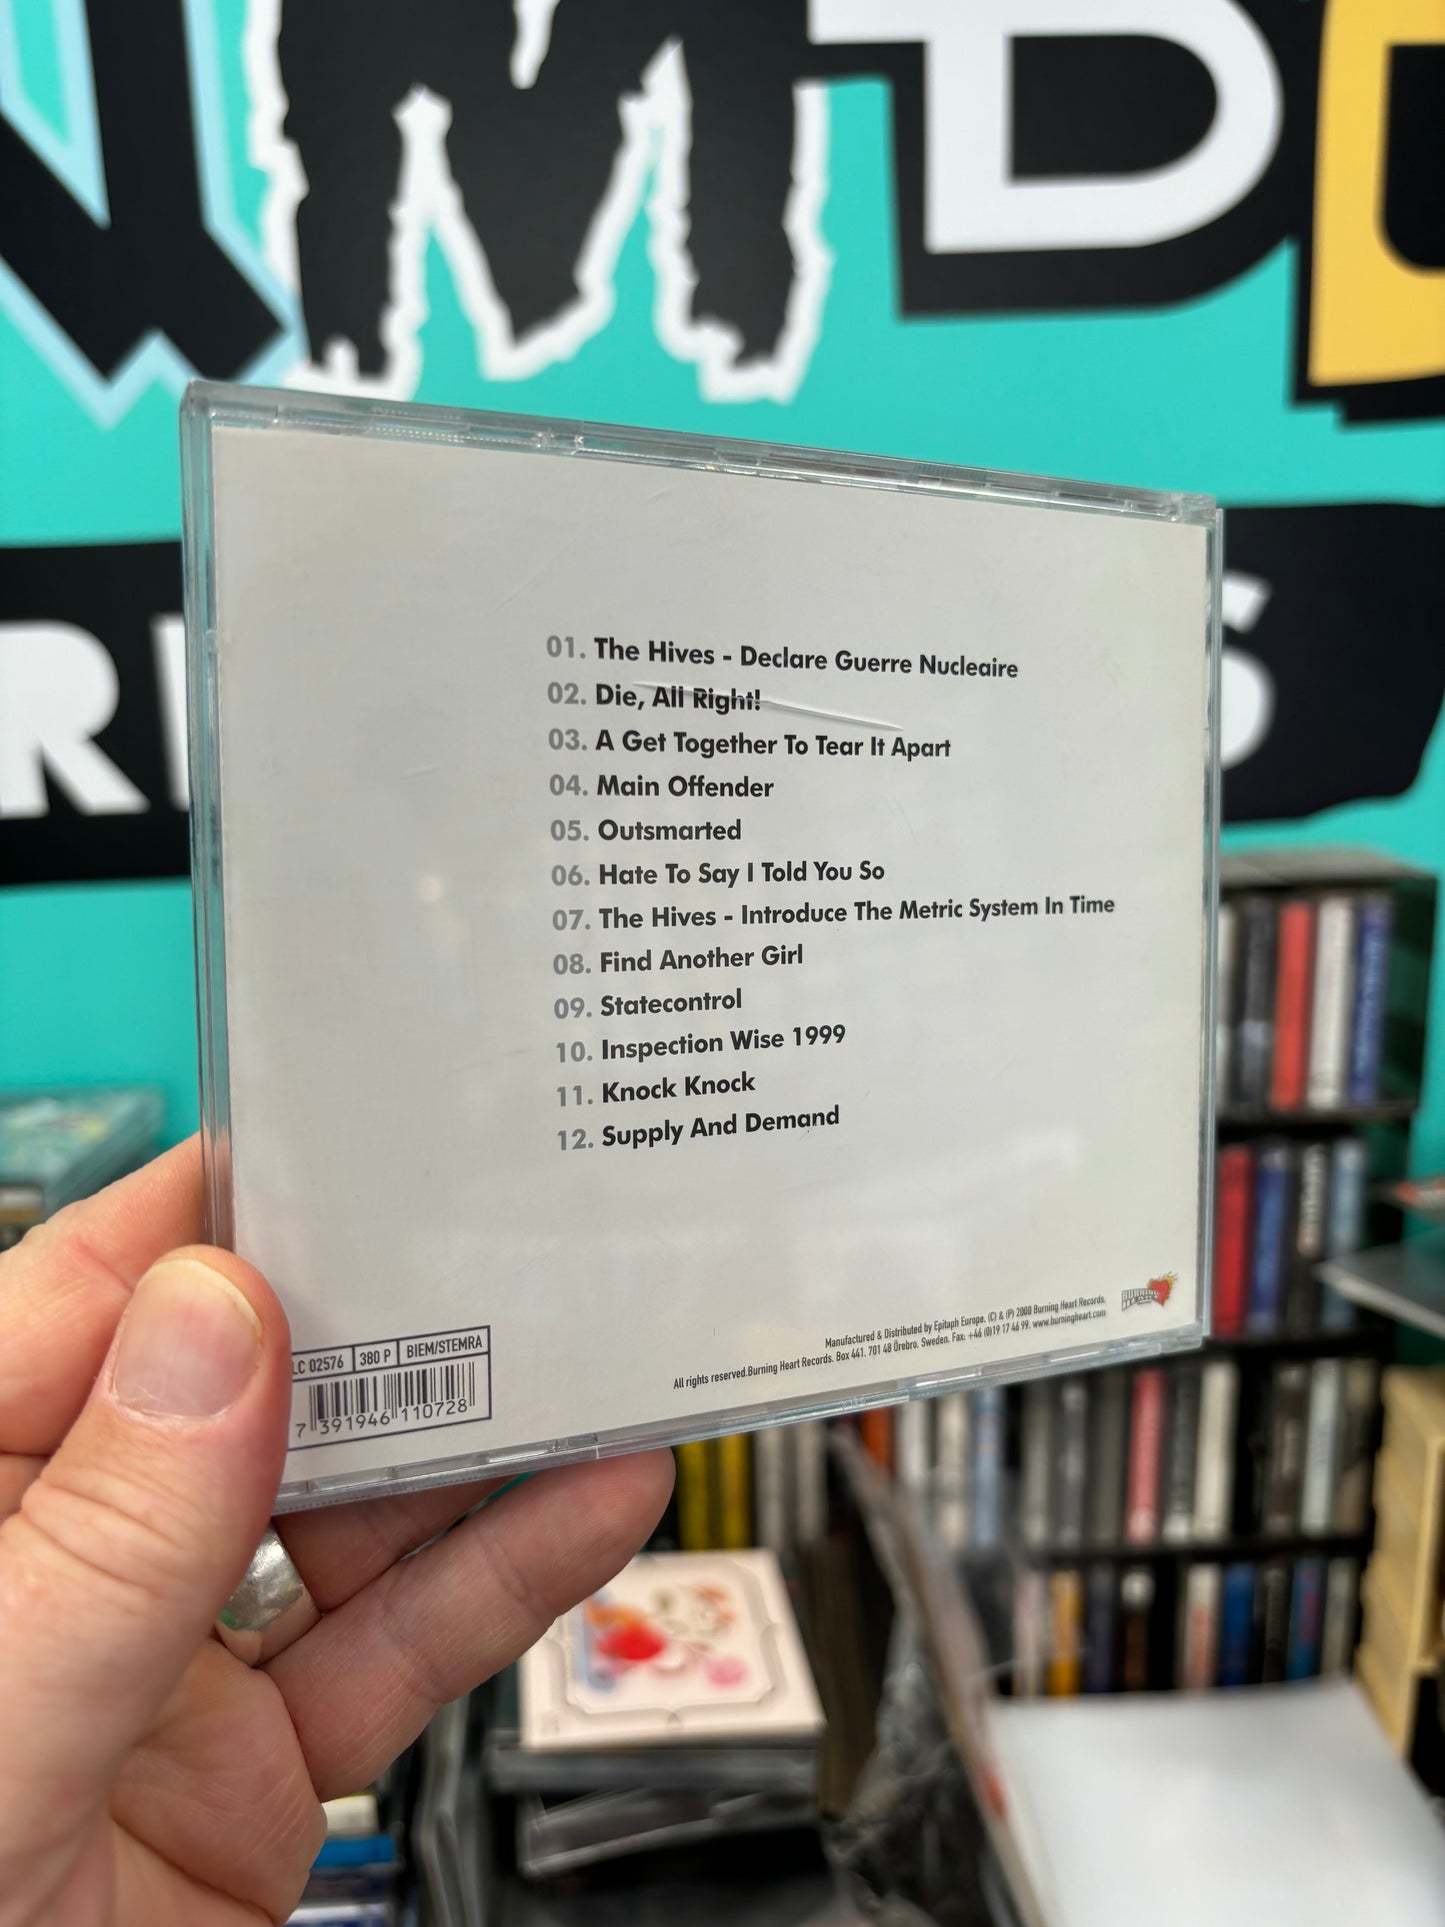 01. The Hives - Declare Guerre Nucleaire
02. Die, All Right!
03. A Get Together To Tear It Apart
04. Main Offender
05. Outsmarted
06. Hate To Say I Told You So
07. The Hives - Introduce The Metric System In Time
08. Find Another Girl
09. Statecontrol
10. Inspection Wise 1999
11. Knock Knock
12. Supply And Demand
LC 02576 380 P BIEM/STEMRA
7 391946 110728
Manufactured & Distributed by Epitaph Europe. (C) & (P) 2000 Burning Heart Records.
All rights reserved.Burning Heart Records. Box 441. 701 48 Örebro. Sweden. Fax: +46 (0)19 17 46 99. www.burningheart.com
BURNING
HEART